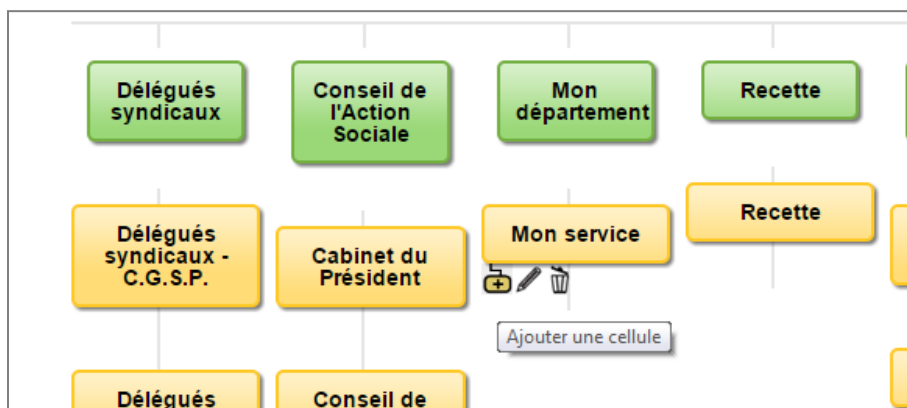 Délégués
syndicaux
Conseil de
l'Action
Sociale
Mon
département
Recette
Délégués
syndicaux -
C.G.S.P.
Cabinet du
Président
Mon service
Recette
Ajouter une cellule
Délégués
Conseil de